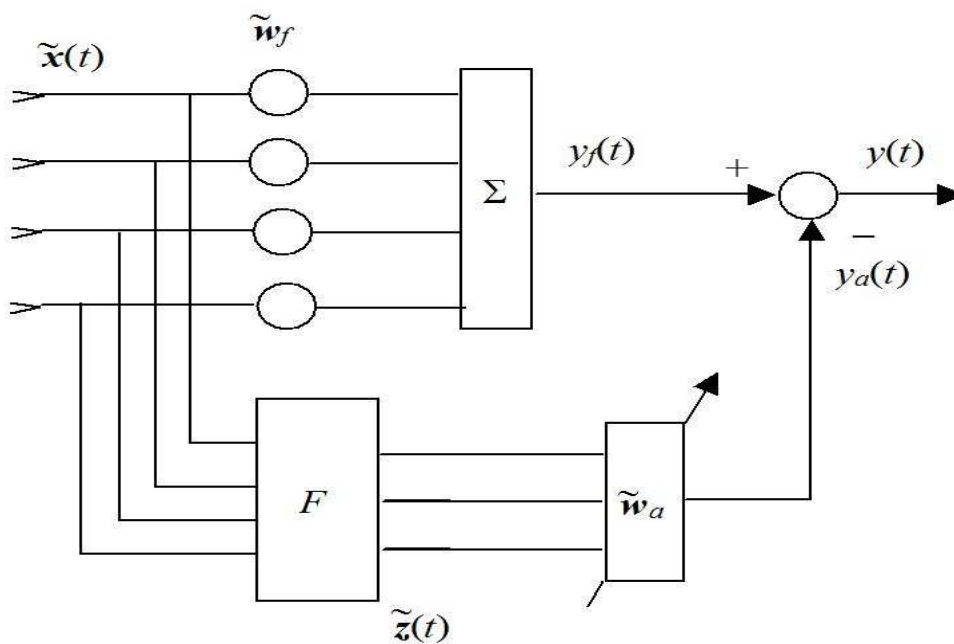 x̃(t)
w̃f
Σ
yf(t)
+
y(t)
−
ya(t)
F
w̃a
z̃(t)